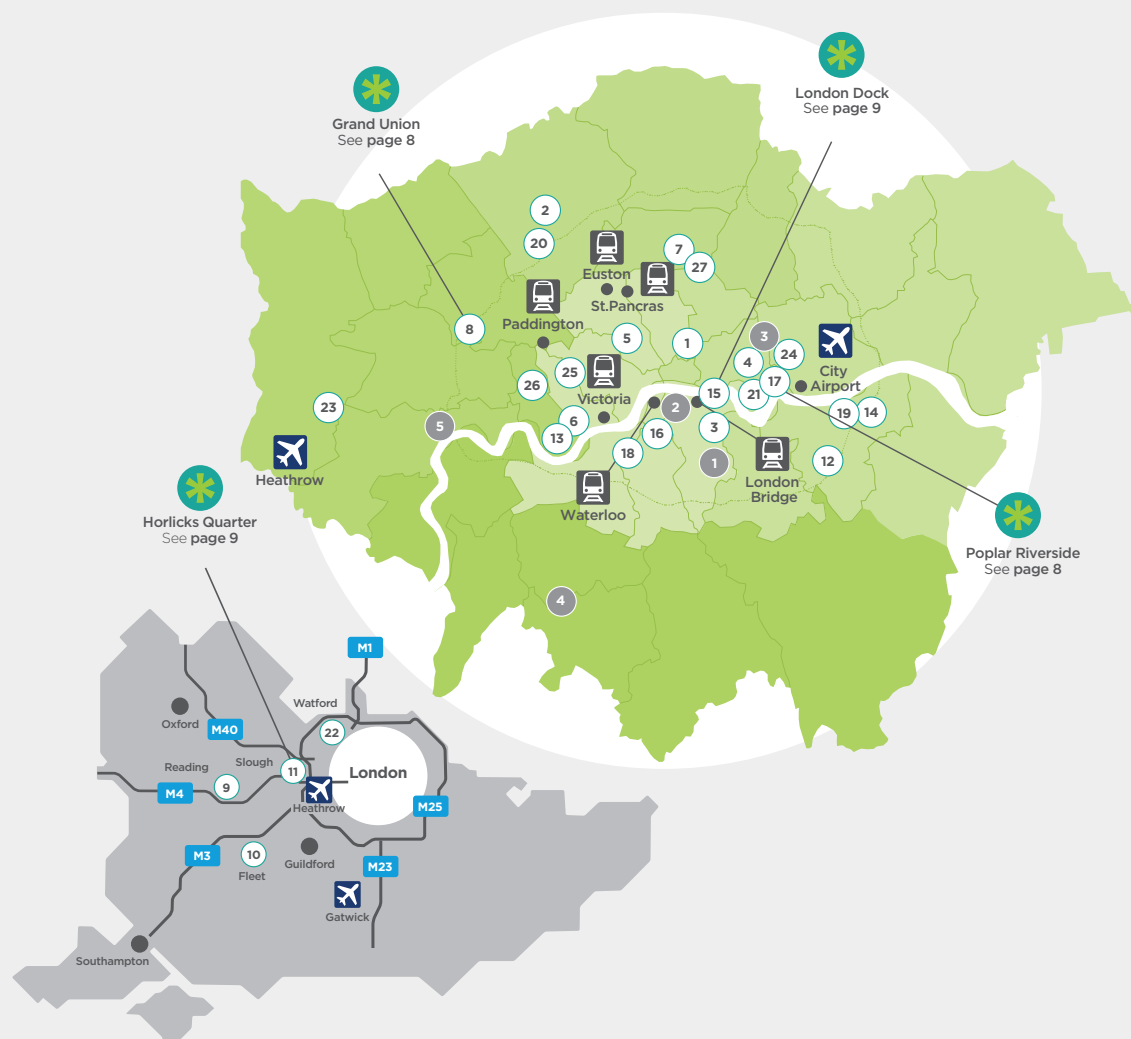 London Dock
See page 9
Grand Union
See page 8
2
20
Euston
7
27
St.Pancras
Paddington
8
5
1
3
4
24
City
Airport
25
26
Victoria
17
21
15
23
19
14
5
6
13
2
3
16
18
1
12
Heathrow
London
Bridge
Waterloo
Horlicks Quarter
See page 9
Poplar Riverside
See page 8
4
M1
Watford
22
Oxford
M40
Slough
Reading
11
London
9
M4
Heathrow
M25
M3
10
Fleet
Guildford
M23
Gatwick
Southampton